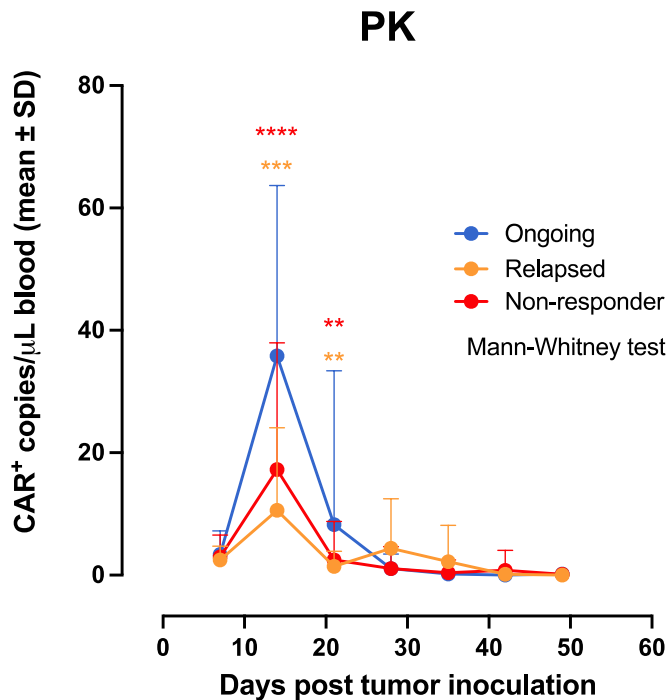 PK
CAR⁺ copies/µL blood (mean ± SD)
80
60
40
20
0
****
***
**
**
Ongoing
Relapsed
Non-responder
Mann-Whitney test
0 10 20 30 40 50 60
Days post tumor inoculation